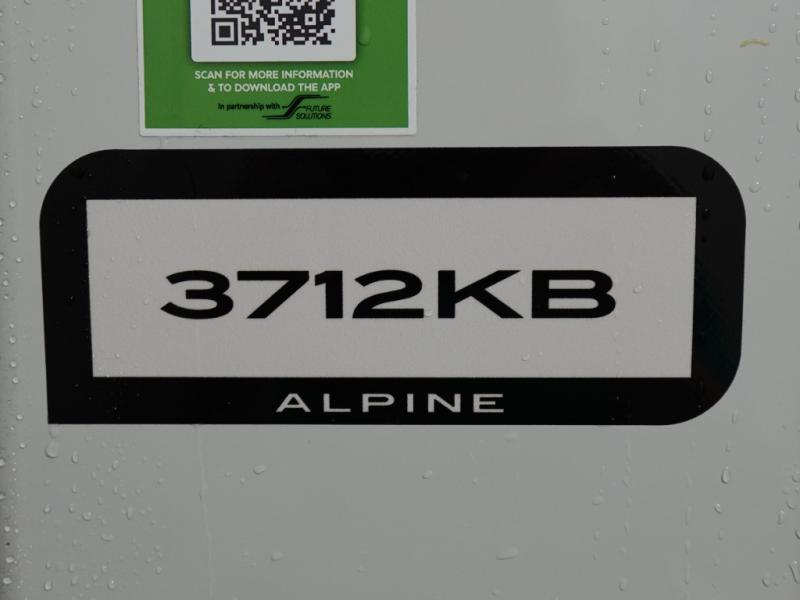 SCAN FOR MORE INFORMATION
& TO DOWNLOAD THE APP
In partnership with FUTURE
SOLUTIONS
3712KB
ALPINE